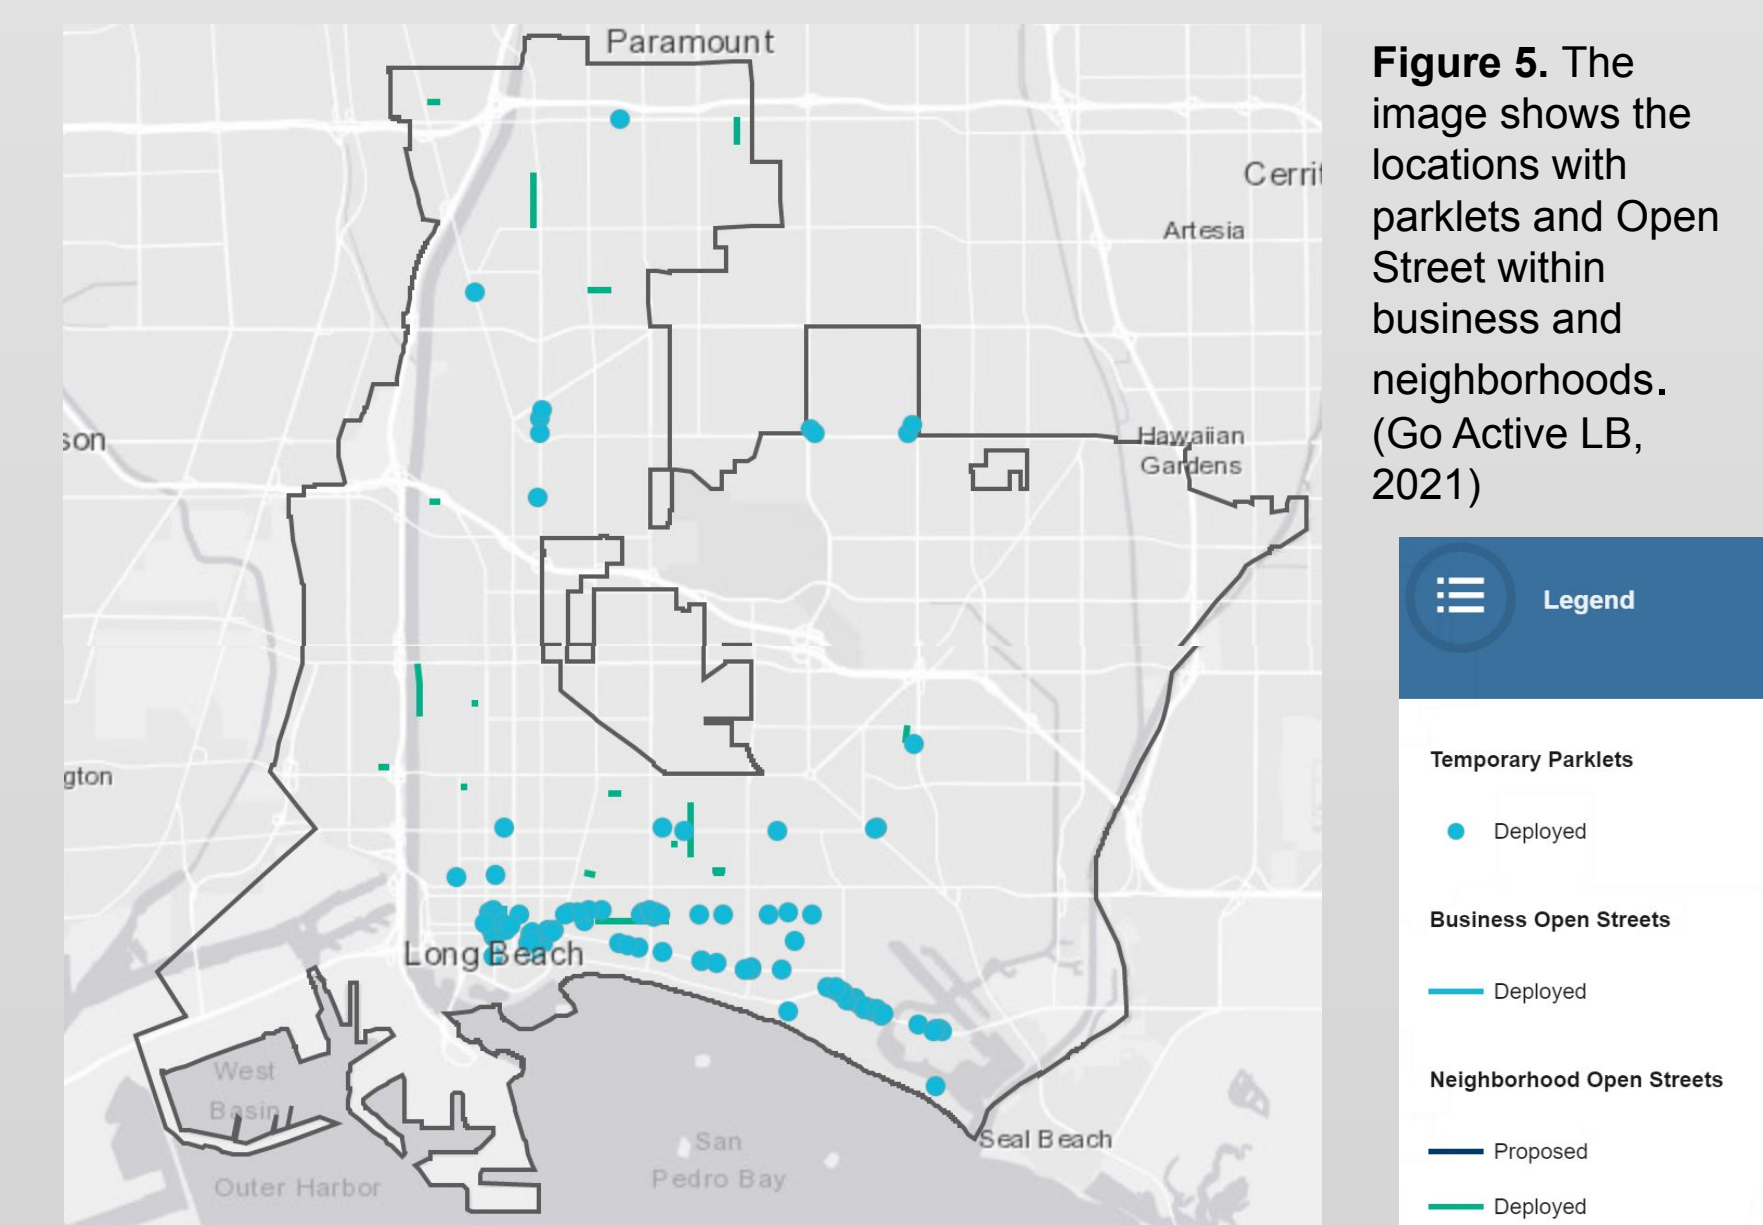 Paramount
Cerrit
Artesia
son
Hawaiian
Gardens
gton
Long Beach
West
Basin
San
Pedro Bay
Seal Beach
Outer Harbor
Figure 5. The
image shows the
locations with
parklets and Open
Street within
business and
neighborhoods.
(Go Active LB,
2021)
Legend
Temporary Parklets
Deployed
Business Open Streets
Deployed
Neighborhood Open Streets
Proposed
Deployed